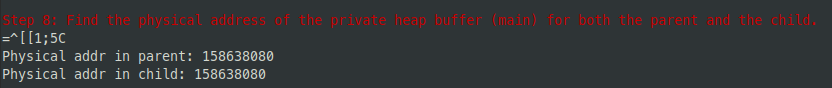 Step 8: Find the physical address of the private heap buffer (main) for both the parent and the child.
=^[[1;5C
Physical addr in parent: 158638080
Physical addr in child: 158638080